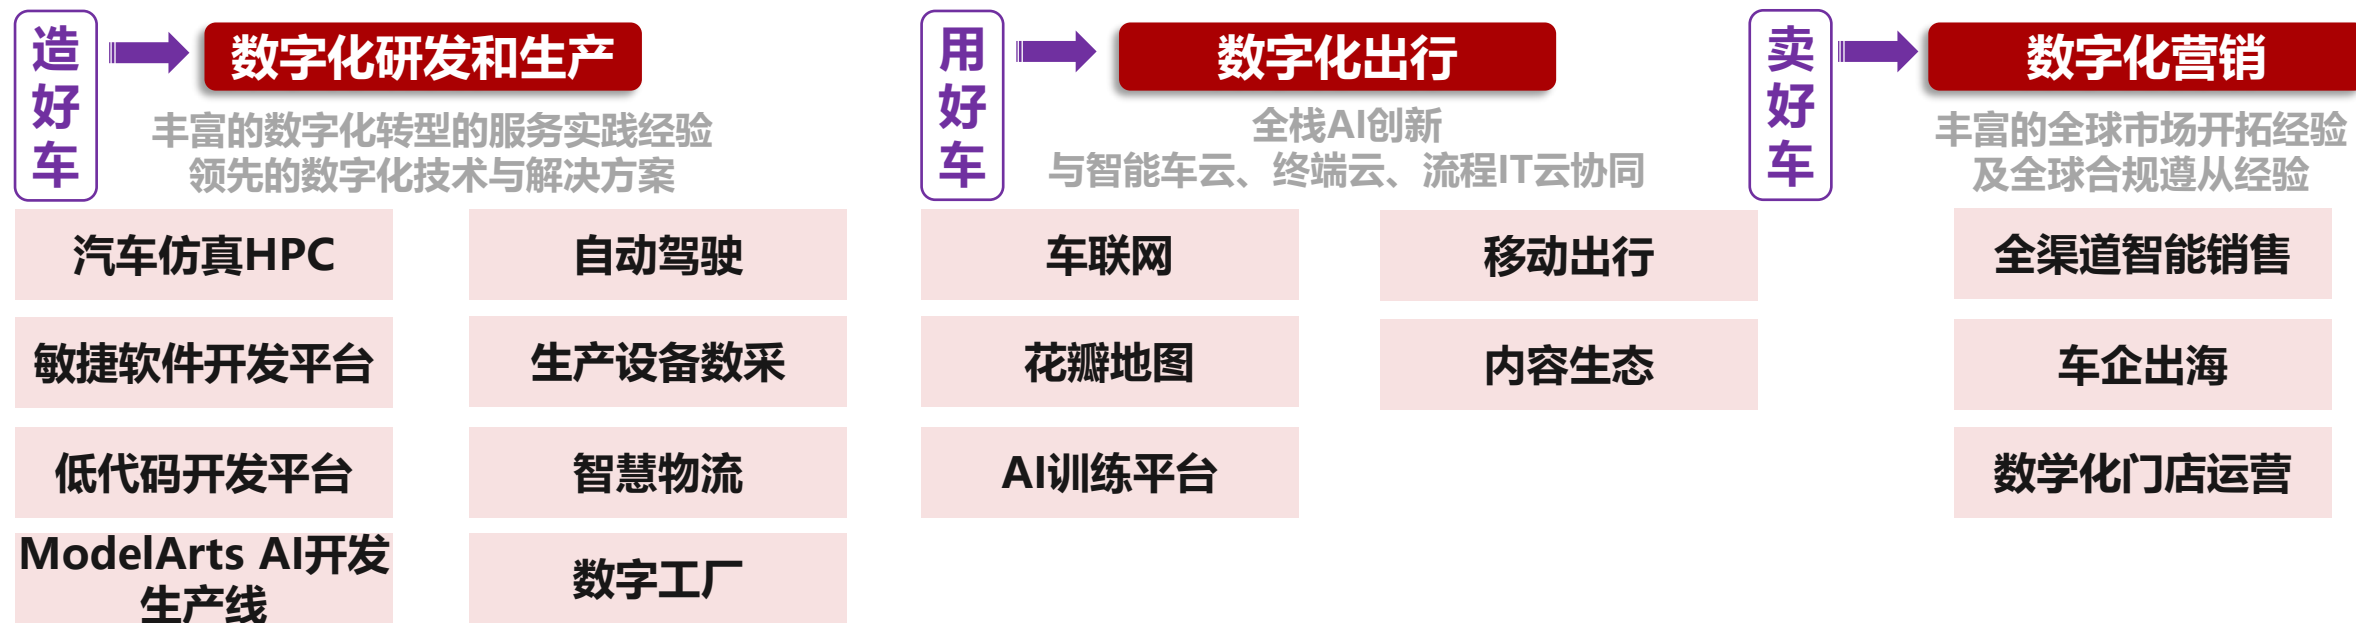 造好车
数字化研发和生产
丰富的数字化转型的服务实践经验
领先的数字化技术与解决方案
汽车仿真HPC
自动驾驶
敏捷软件开发平台
生产设备数采
低代码开发平台
智慧物流
ModelArts AI开发
生产线
数字工厂
用好车
数字化出行
全栈AI创新
与智能车云、终端云、流程IT云协同
车联网
移动出行
花瓣地图
内容生态
AI训练平台
卖好车
数字化营销
丰富的全球市场开拓经验
及全球合规遵从经验
全渠道智能销售
车企出海
数学化门店运营